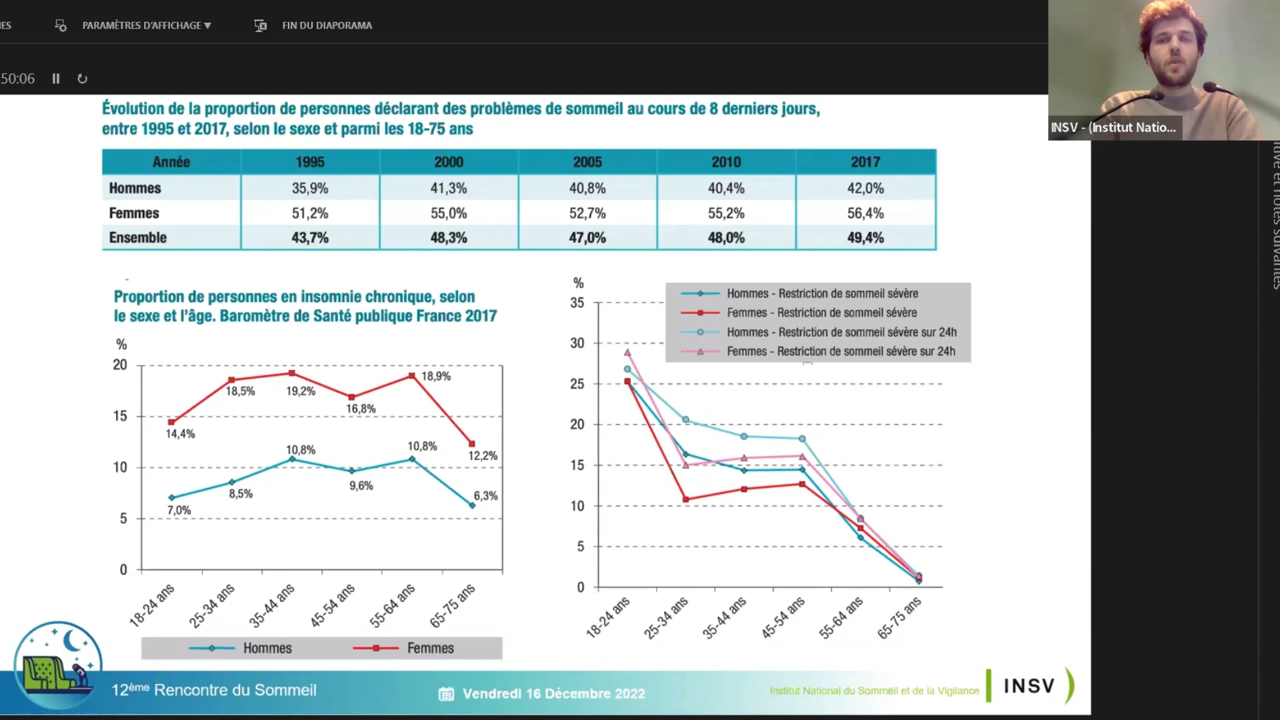 NES
PARAMÈTRES D'AFFICHAGE ▼
FIN DU DIAPORAMA
50:06
INSV - (Institut Natio...
Évolution de la proportion de personnes déclarant des problèmes de sommeil au cours de 8 derniers jours,
entre 1995 et 2017, selon le sexe et parmi les 18-75 ans
Année 1995 2000 2005 2010 2017
Hommes 35,9% 41,3% 40,8% 40,4% 42,0%
Femmes 51,2% 55,0% 52,7% 55,2% 56,4%
Ensemble 43,7% 48,3% 47,0% 48,0% 49,4%
Proportion de personnes en insomnie chronique, selon
le sexe et l'âge. Baromètre de Santé publique France 2017
%
20
15
10
5
0
14,4%
18,5%
19,2%
16,8%
18,9%
12,2%
7,0%
8,5%
10,8%
9,6%
10,8%
6,3%
18-24 ans
25-34 ans
35-44 ans
45-54 ans
55-64 ans
65-75 ans
Hommes
Femmes
%
35
30
25
20
15
10
5
0
Hommes - Restriction de sommeil sévère
Femmes - Restriction de sommeil sévère
Hommes - Restriction de sommeil sévère sur 24h
Femmes - Restriction de sommeil sévère sur 24h
18-24 ans
25-34 ans
35-44 ans
45-54 ans
55-64 ans
65-75 ans
12ème Rencontre du Sommeil
Vendredi 16 Décembre 2022
Institut National du Sommeil et de la Vigilance
INSV
et notes suivantes